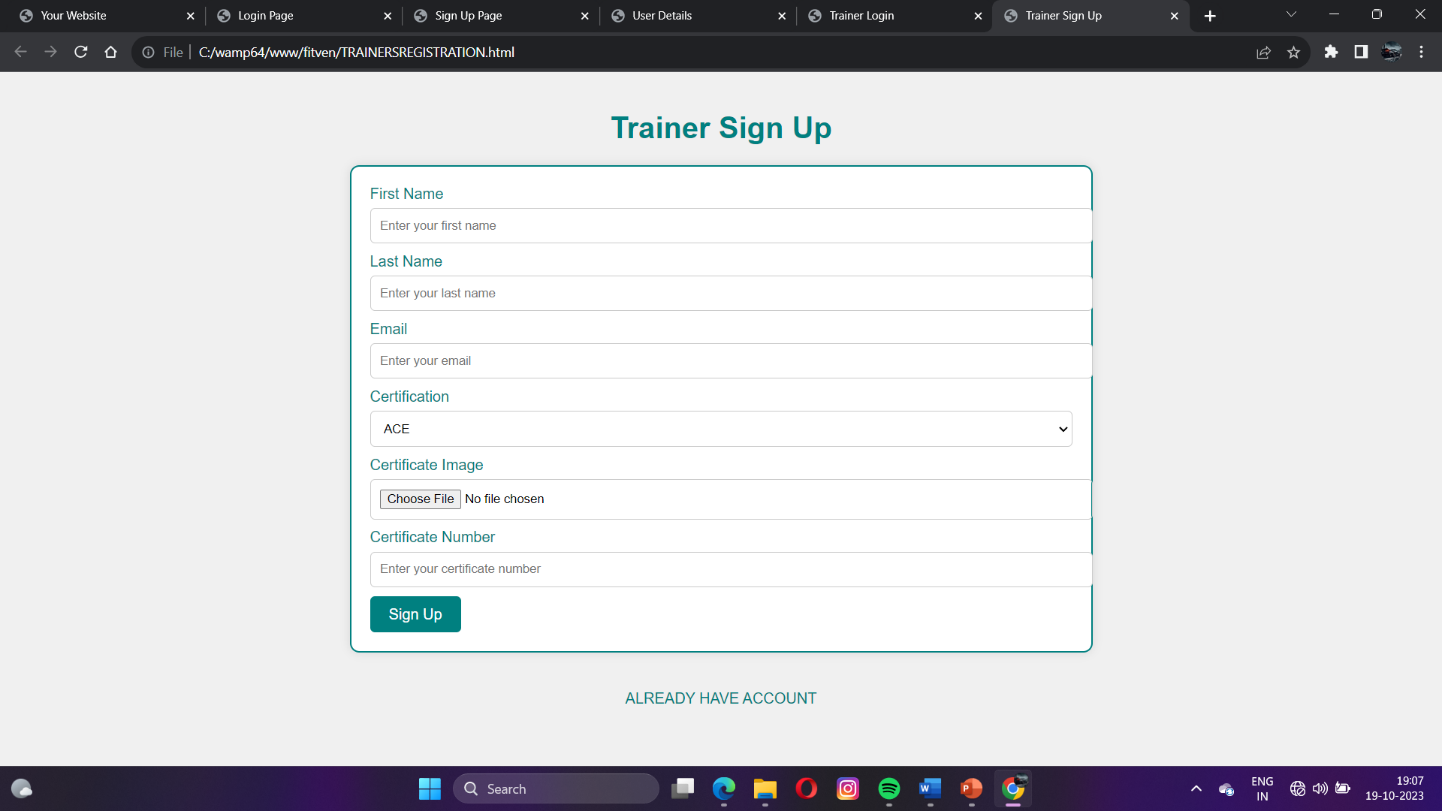 Your Website
Login Page
Sign Up Page
User Details
Trainer Login
Trainer Sign Up
File C:/wamp64/www/fitven/TRAINERSREGISTRATION.html
Trainer Sign Up
First Name
Enter your first name
Last Name
Enter your last name
Email
Enter your email
Certification
ACE
Certificate Image
Choose File No file chosen
Certificate Number
Enter your certificate number
Sign Up
ALREADY HAVE ACCOUNT
Search
W
P
ENG
IN
19:07
19-10-2023